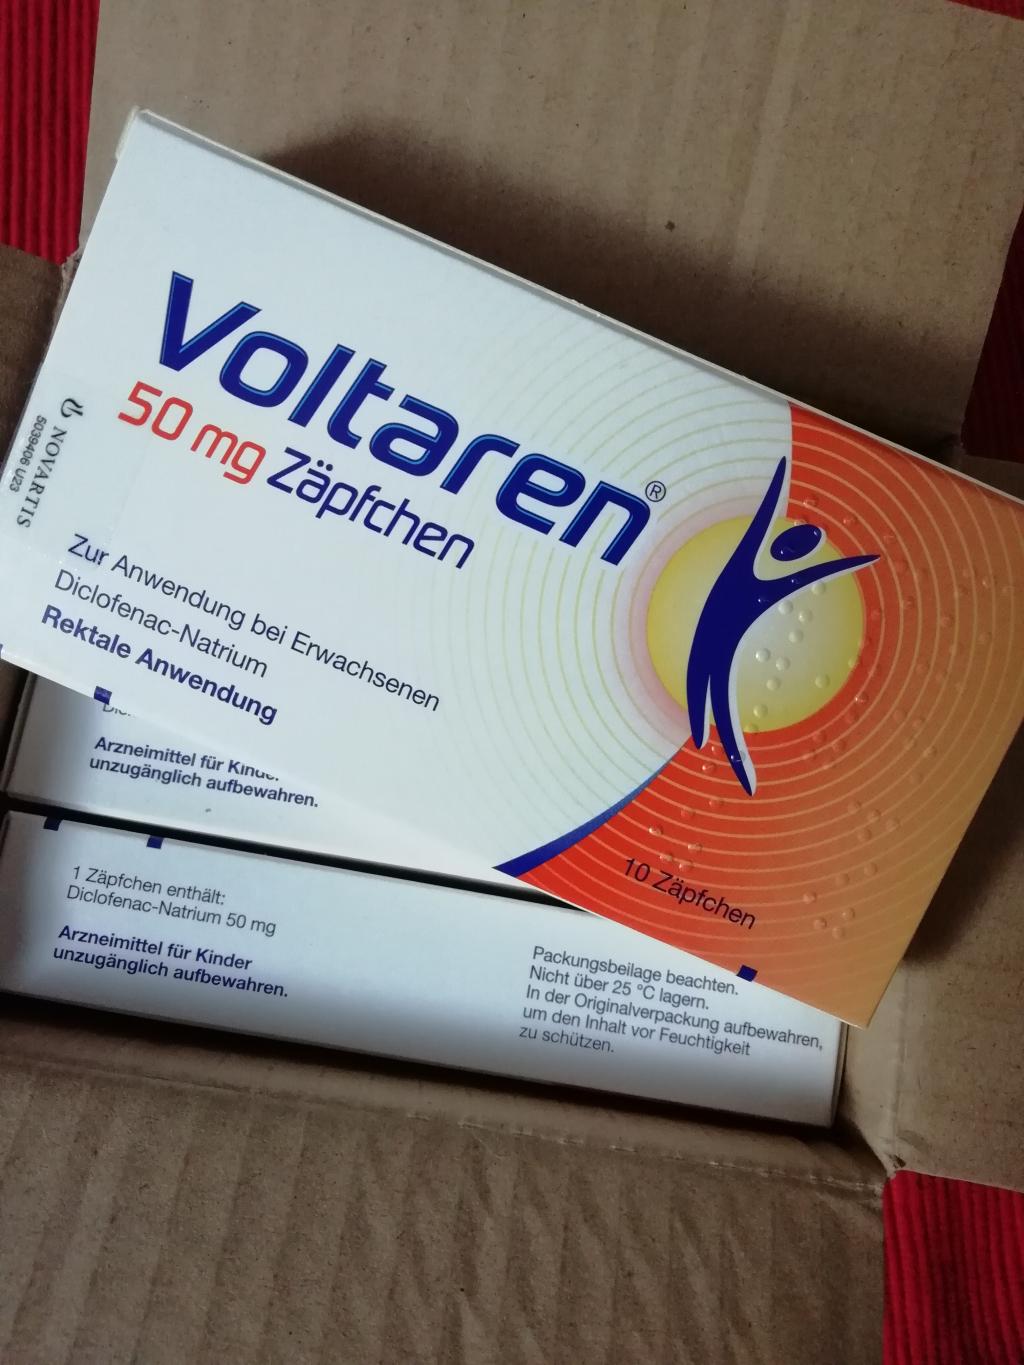 Voltaren®
50 mg Zäpfchen
NOVARTIS
5039406 U23
Zur Anwendung bei Erwachsenen
Diclofenac-Natrium
Rektale Anwendung
10 Zäpfchen
Arzneimittel für
unzugänglich aufbewahren.
1 Zäpfchen enthält:
Diclofenac-Natrium 50 mg
Arzneimittel für Kinder
unzugänglich aufbewahren.
Packungsbeilage beachten.
Nicht über 25 °C lagern.
In der Originalverpackung aufbewahren,
um den Inhalt vor Feuchtigkeit
zu schützen.